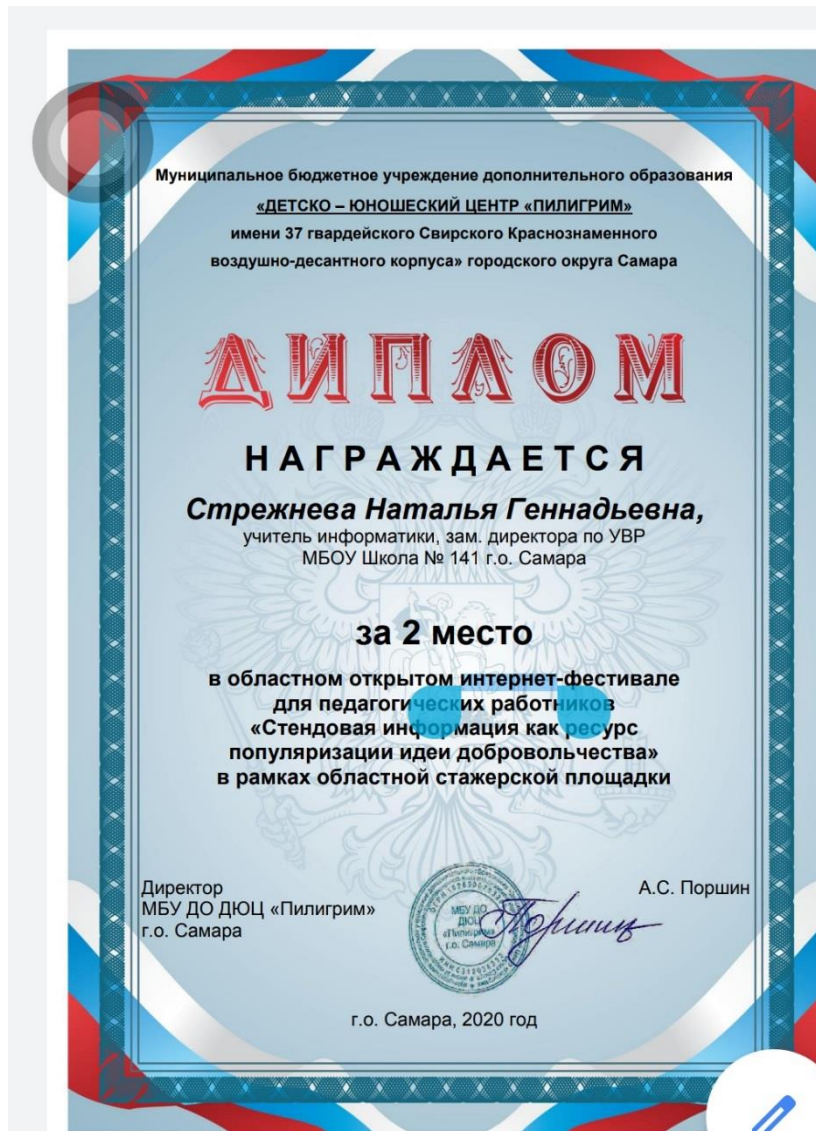 Муниципальное бюджетное учреждение дополнительного образования
«ДЕТСКО – ЮНОШЕСКИЙ ЦЕНТР «ПИЛИГРИМ»
имени 37 гвардейского Свирского Краснознаменного
воздушно-десантного корпуса» городского округа Самара
ДИПЛОМ
НАГРАЖДАЕТСЯ
Стрежнева Наталья Геннадьевна,
учитель информатики, зам. директора по УВР
МБОУ Школа № 141 г.о. Самара
за 2 место
в областном открытом интернет-фестивале
для педагогических работников
«Стендовая информация как ресурс
популяризации идеи добровольчества»
в рамках областной стажерской площадки
Директор
МБУ ДО ДЮЦ «Пилигрим»
г.о. Самара
А.С. Поршин
МБУ ДО
ДЮЦ
«Пилигрим»
г.о. Самара
г.о. Самара, 2020 год